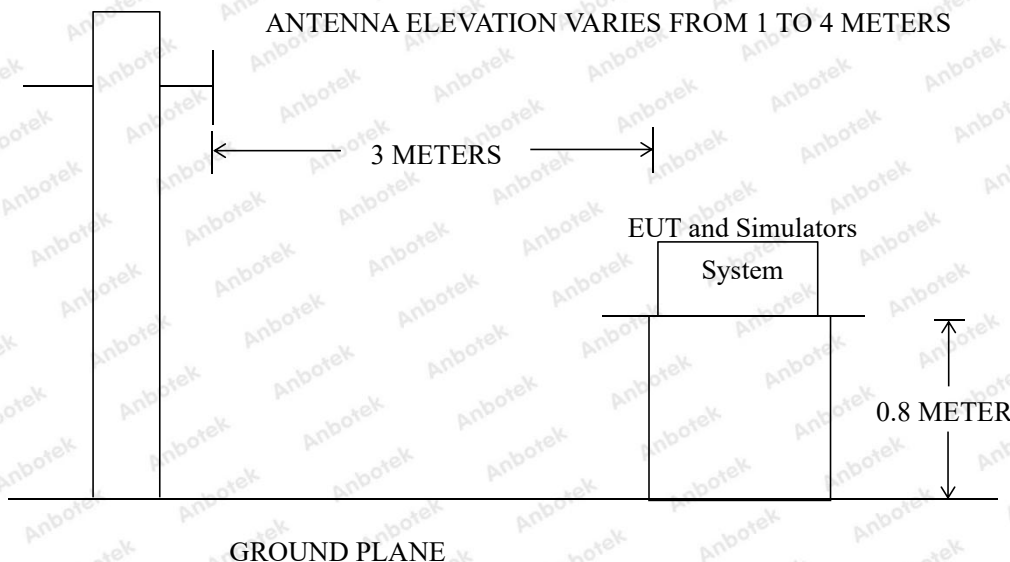 ANTENNA ELEVATION VARIES FROM 1 TO 4 METERS
3 METERS
EUT and Simulators
System
0.8 METER
GROUND PLANE
Anbotek